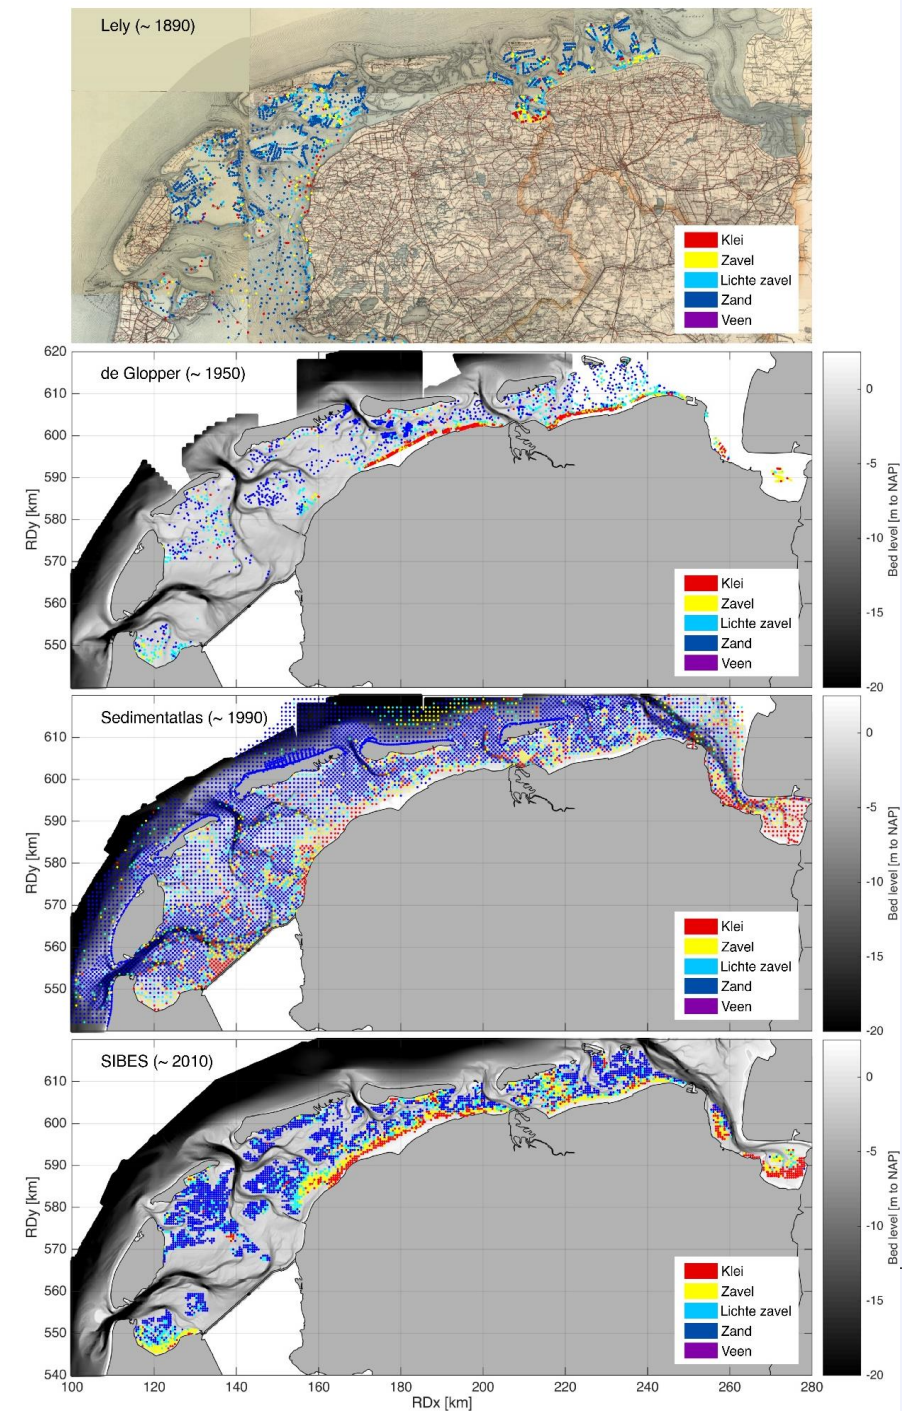 Lely (~ 1890)
Klei
Zavel
Lichte zavel
Zand
Veen
620
610
600
590
580
570
560
550
RDy [km]
de Glopper (~ 1950)
Klei
Zavel
Lichte zavel
Zand
Veen
0
-5
-10
-15
-20
Bed level [m to NAP]
610
600
590
580
570
560
550
RDy [km]
Sedimentatlas (~ 1990)
Klei
Zavel
Lichte zavel
Zand
Veen
0
-5
-10
-15
-20
Bed level [m to NAP]
610
600
590
580
570
560
550
540
RDy [km]
SIBES (~ 2010)
Klei
Zavel
Lichte zavel
Zand
Veen
0
-5
-10
-15
-20
Bed level [m to NAP]
100 120 140 160 180 200 220 240 260 280
RDx [km]